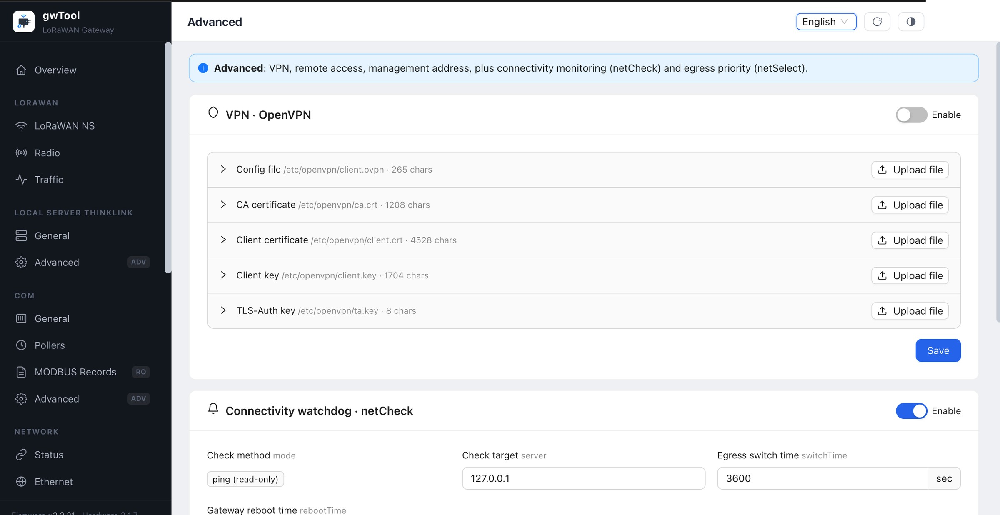 gwTool
LoRaWAN Gateway
Overview
LORAWAN
LoRaWAN NS
Radio
Traffic
LOCAL SERVER THINKLINK
General
Advanced ADV
COM
General
Pollers
MODBUS Records RO
Advanced ADV
NETWORK
Status
Ethernet
Advanced
English
Advanced: VPN, remote access, management address, plus connectivity monitoring (netCheck) and egress priority (netSelect).
VPN · OpenVPN
Enable
Config file /etc/openvpn/client.ovpn · 265 chars
Upload file
CA certificate /etc/openvpn/ca.crt · 1208 chars
Upload file
Client certificate /etc/openvpn/client.crt · 4528 chars
Upload file
Client key /etc/openvpn/client.key · 1704 chars
Upload file
TLS-Auth key /etc/openvpn/ta.key · 8 chars
Upload file
Save
Connectivity watchdog · netCheck
Enable
Check method mode
ping (read-only)
Check target server
127.0.0.1
Egress switch time switchTime
3600 sec
Gateway reboot time rebootTime